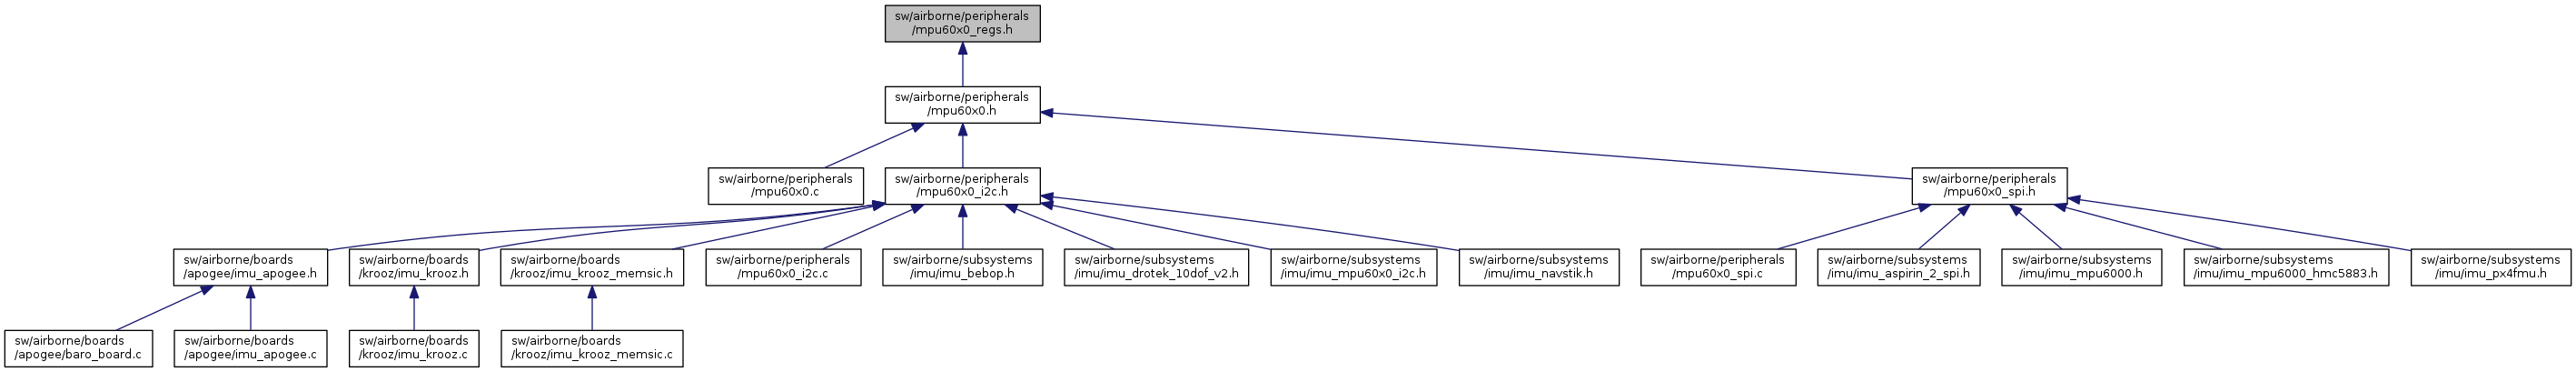 sw/airborne/peripherals
/mpu60x0_regs.h
sw/airborne/peripherals
/mpu60x0.h
sw/airborne/peripherals
/mpu60x0.c
sw/airborne/peripherals
/mpu60x0_i2c.h
sw/airborne/peripherals
/mpu60x0_spi.h
sw/airborne/boards
/apogee/imu_apogee.h
sw/airborne/boards
/krooz/imu_krooz.h
sw/airborne/boards
/krooz/imu_krooz_memsic.h
sw/airborne/peripherals
/mpu60x0_i2c.c
sw/airborne/subsystems
/imu/imu_bebop.h
sw/airborne/subsystems
/imu/imu_drotek_10dof_v2.h
sw/airborne/subsystems
/imu/imu_mpu60x0_i2c.h
sw/airborne/subsystems
/imu/imu_navstik.h
sw/airborne/peripherals
/mpu60x0_spi.c
sw/airborne/subsystems
/imu/imu_aspirin_2_spi.h
sw/airborne/subsystems
/imu/imu_mpu6000.h
sw/airborne/subsystems
/imu/imu_mpu6000_hmc5883.h
sw/airborne/subsystems
/imu/imu_px4fmu.h
sw/airborne/boards
/apogee/baro_board.c
sw/airborne/boards
/apogee/imu_apogee.c
sw/airborne/boards
/krooz/imu_krooz.c
sw/airborne/boards
/krooz/imu_krooz_memsic.c